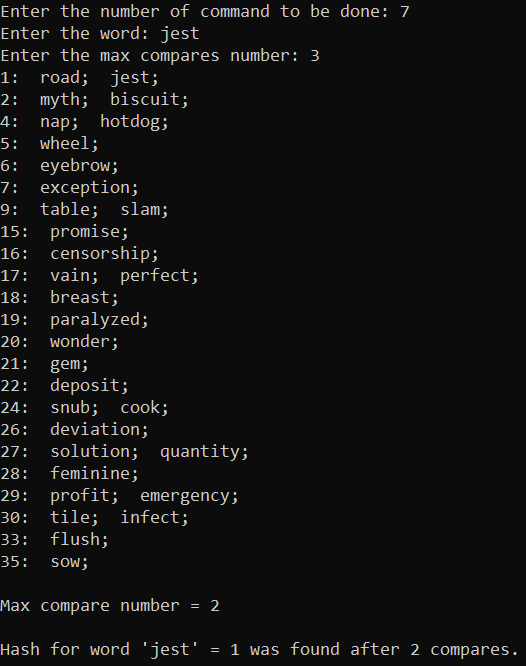 Enter the number of command to be done: 7
Enter the word: jest
Enter the max compares number: 3
1:  road;  jest;
2:  myth;  biscuit;
4:  nap;  hotdog;
5:  wheel;
6:  eyebrow;
7:  exception;
9:  table;  slam;
15:  promise;
16:  censorship;
17:  vain;  perfect;
18:  breast;
19:  paralyzed;
20:  wonder;
21:  gem;
22:  deposit;
24:  snub;  cook;
26:  deviation;
27:  solution;  quantity;
28:  feminine;
29:  profit;  emergency;
30:  tile;  infect;
33:  flush;
35:  sow;
Max compare number = 2
Hash for word 'jest' = 1 was found after 2 compares.